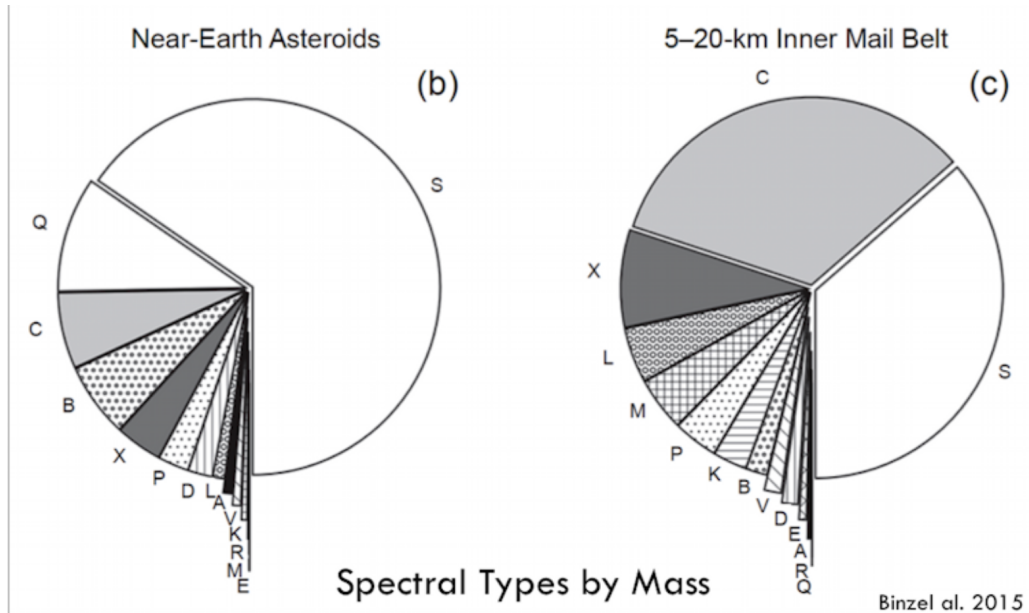 Near-Earth Asteroids
(b)
S
Q
C
B
X
P
D
L
A
V
K
R
M
E
5–20-km Inner Mail Belt
(c)
C
S
X
L
M
P
K
B
V
D
E
A
R
Q
Spectral Types by Mass
Binzel al. 2015